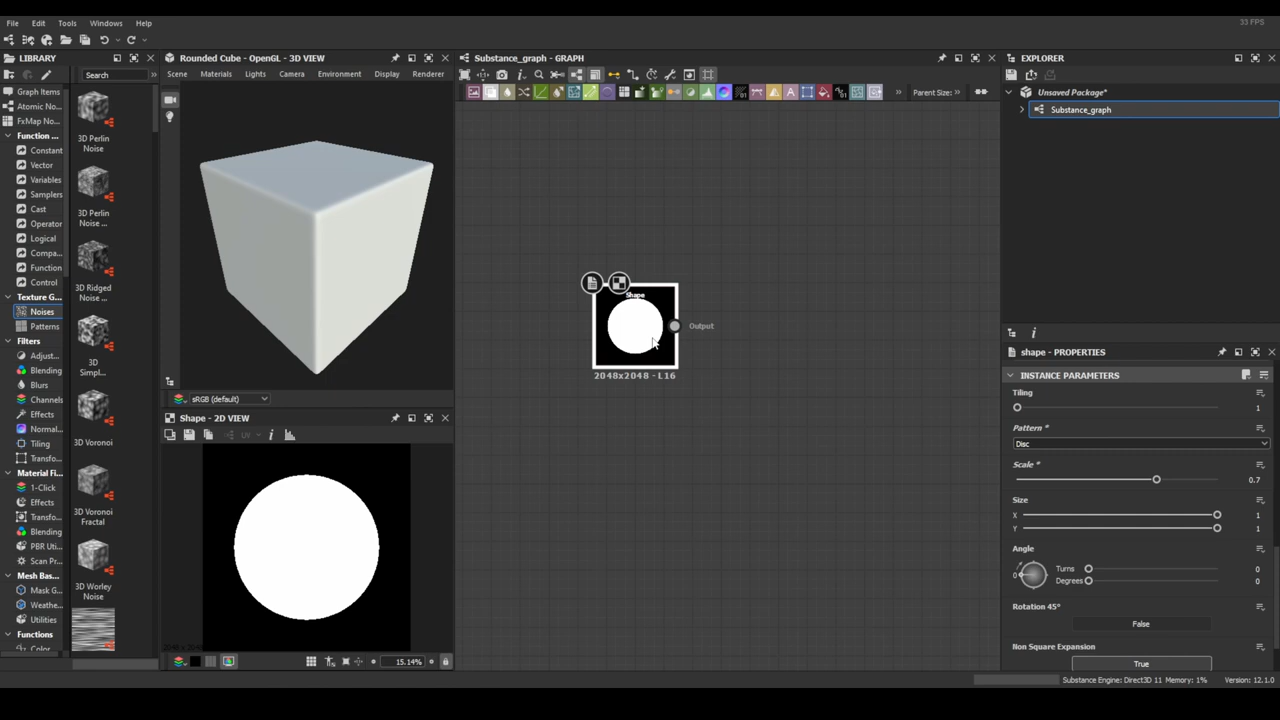 File Edit Tools Windows Help
33 FPS
LIBRARY
Search
Graph Items
Atomic No...
FxMap No...
Function ...
Constant
Vector
Variables
Samplers
Cast
Operator
Logical
Compa...
Function
Control
Texture G...
Noises
Patterns
Filters
Adjust...
Blending
Blurs
Channels
Effects
Normal...
Tiling
Transfo...
Material Fi...
1-Click
Effects
Transfo...
Blending
PBR Uti...
Scan Pr...
Mesh Bas...
Mask G...
Weathe...
Utilities
Functions
Color
3D Perlin
Noise
3D Perlin
Noise ...
3D Ridged
Noise ...
3D
Simpl...
3D Voronoi
3D Voronoi
Fractal
3D Worley
Noise
Rounded Cube - OpenGL - 3D VIEW
Scene Materials Lights Camera Environment Display Renderer
sRGB (default)
Shape - 2D VIEW
UV
15.14%
Substance_graph - GRAPH
Parent Size:
Shape
Output
2048x2048 - L16
EXPLORER
Unsaved Package*
Substance_graph
shape - PROPERTIES
INSTANCE PARAMETERS
Tiling
1
Pattern *
Disc
Scale *
0.7
Size
X 1
Y 1
Angle
0
Turns 0
Degrees 0
Rotation 45°
False
Non Square Expansion
True
Substance Engine: Direct3D 11 Memory: 1% Version: 12.1.0